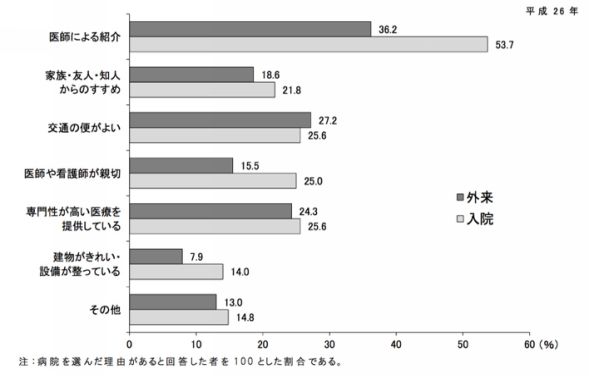 平成 26 年
医師による紹介
36.2
53.7
家族・友人・知人
からのすすめ
18.6
21.8
交通の便がよい
27.2
25.6
医師や看護師が親切
15.5
25.0
専門性が高い医療を
提供している
24.3
25.6
建物がきれい・
設備が整っている
7.9
14.0
その他
13.0
14.8
外来
入院
0 10 20 30 40 50 60 (%)
注：病院を選んだ理由があると回答した者を100とした割合である。